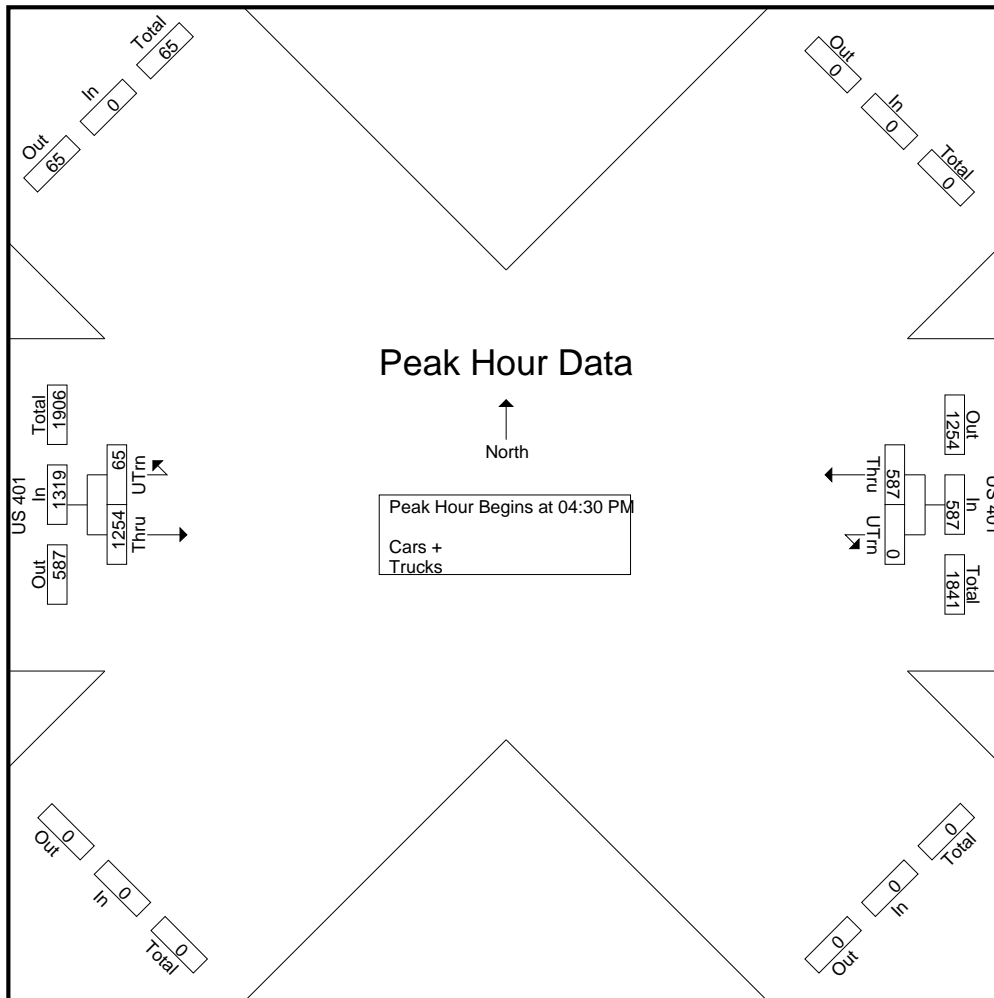 Total
65
In
0
Out
65
Out
0
In
0
Total
0
Peak Hour Data
North
Peak Hour Begins at 04:30 PM
Cars +
Trucks
US 401
Total
1906
In
1319
Out
587
65
UTrn
1254
Thru
587
Thru
0
UTrn
Out
1254
In
587
Total
1841
US 401
0
Out
0
In
0
Total
0
Total
0
In
0
Out